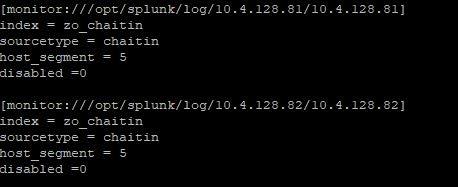 [monitor:///opt/splunk/log/10.4.128.81/10.4.128.81]
index = zo_chaitin
sourcetype = chaitin
host_segment = 5
disabled =0
[monitor:///opt/splunk/log/10.4.128.82/10.4.128.82]
index = zo_chaitin
sourcetype = chaitin
host_segment = 5
disabled =0